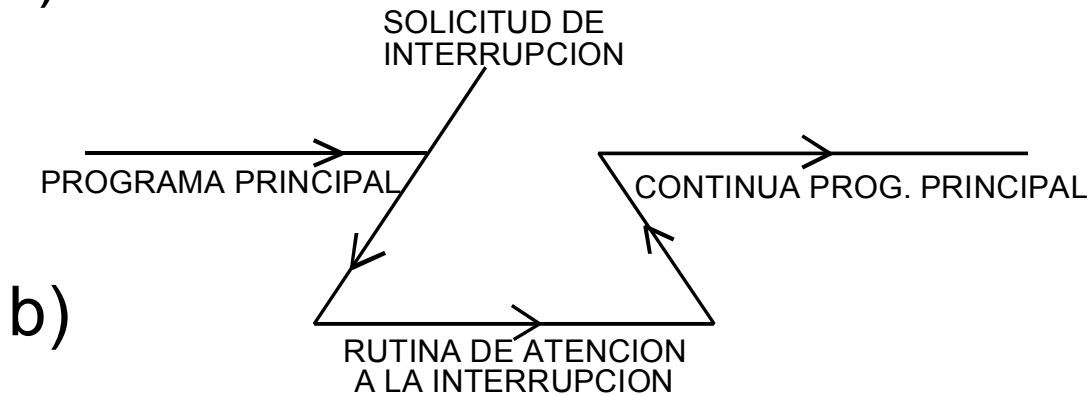 )
SOLICITUD DE
INTERRUPCION
PROGRAMA PRINCIPAL
CONTINUA PROG. PRINCIPAL
b)
RUTINA DE ATENCION
A LA INTERRUPCION